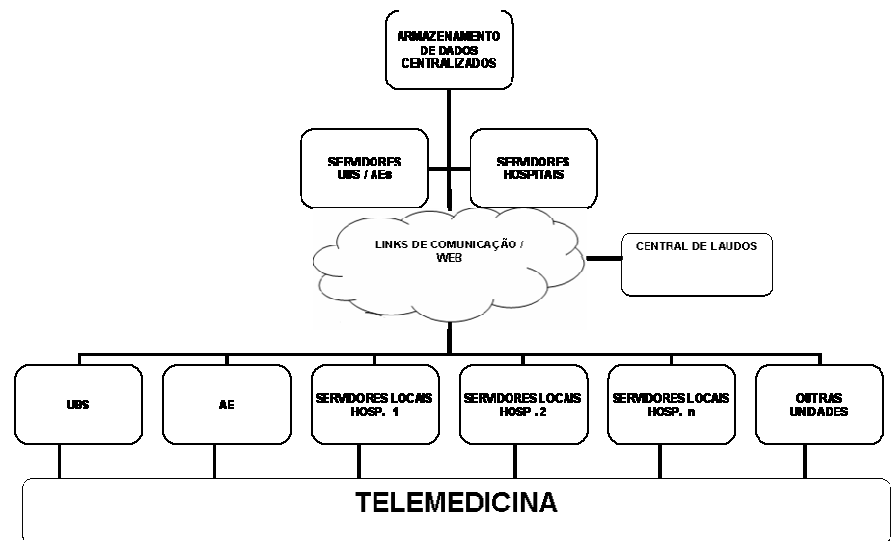 ARMAZENAMENTO
DE DADOS
CENTRALIZADOS
SERVIDORES
UBS / AEs
SERVIDORES
HOSPITAIS
LINKS DE COMUNICAÇÃO /
WEB
CENTRAL DE LAUDOS
UBS
AE
SERVIDORES LOCAIS
HOSP. 1
SERVIDORES LOCAIS
HOSP .2
SERVIDORES LOCAIS
HOSP. n
OUTRAS
UNIDADES
TELEMEDICINA